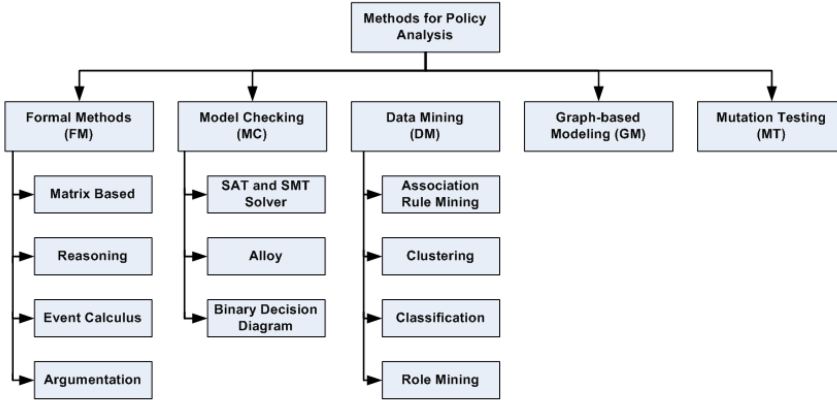 Methods for Policy
Analysis
Formal Methods
(FM)
Model Checking
(MC)
Data Mining
(DM)
Graph-based
Modeling (GM)
Mutation Testing
(MT)
Matrix Based
Reasoning
Event Calculus
Argumentation
SAT and SMT
Solver
Alloy
Binary Decision
Diagram
Association
Rule Mining
Clustering
Classification
Role Mining